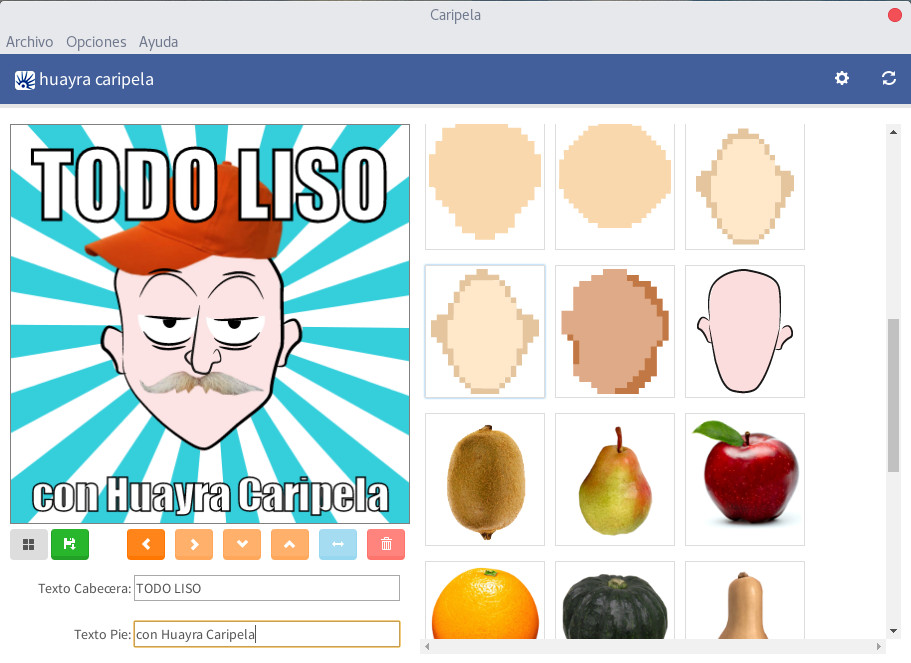 Caripela
Archivo Opciones Ayuda
huayra caripela
TODO LISO
con Huayra Caripela
Texto Cabecera: TODO LISO
Texto Pie: con Huayra Caripela